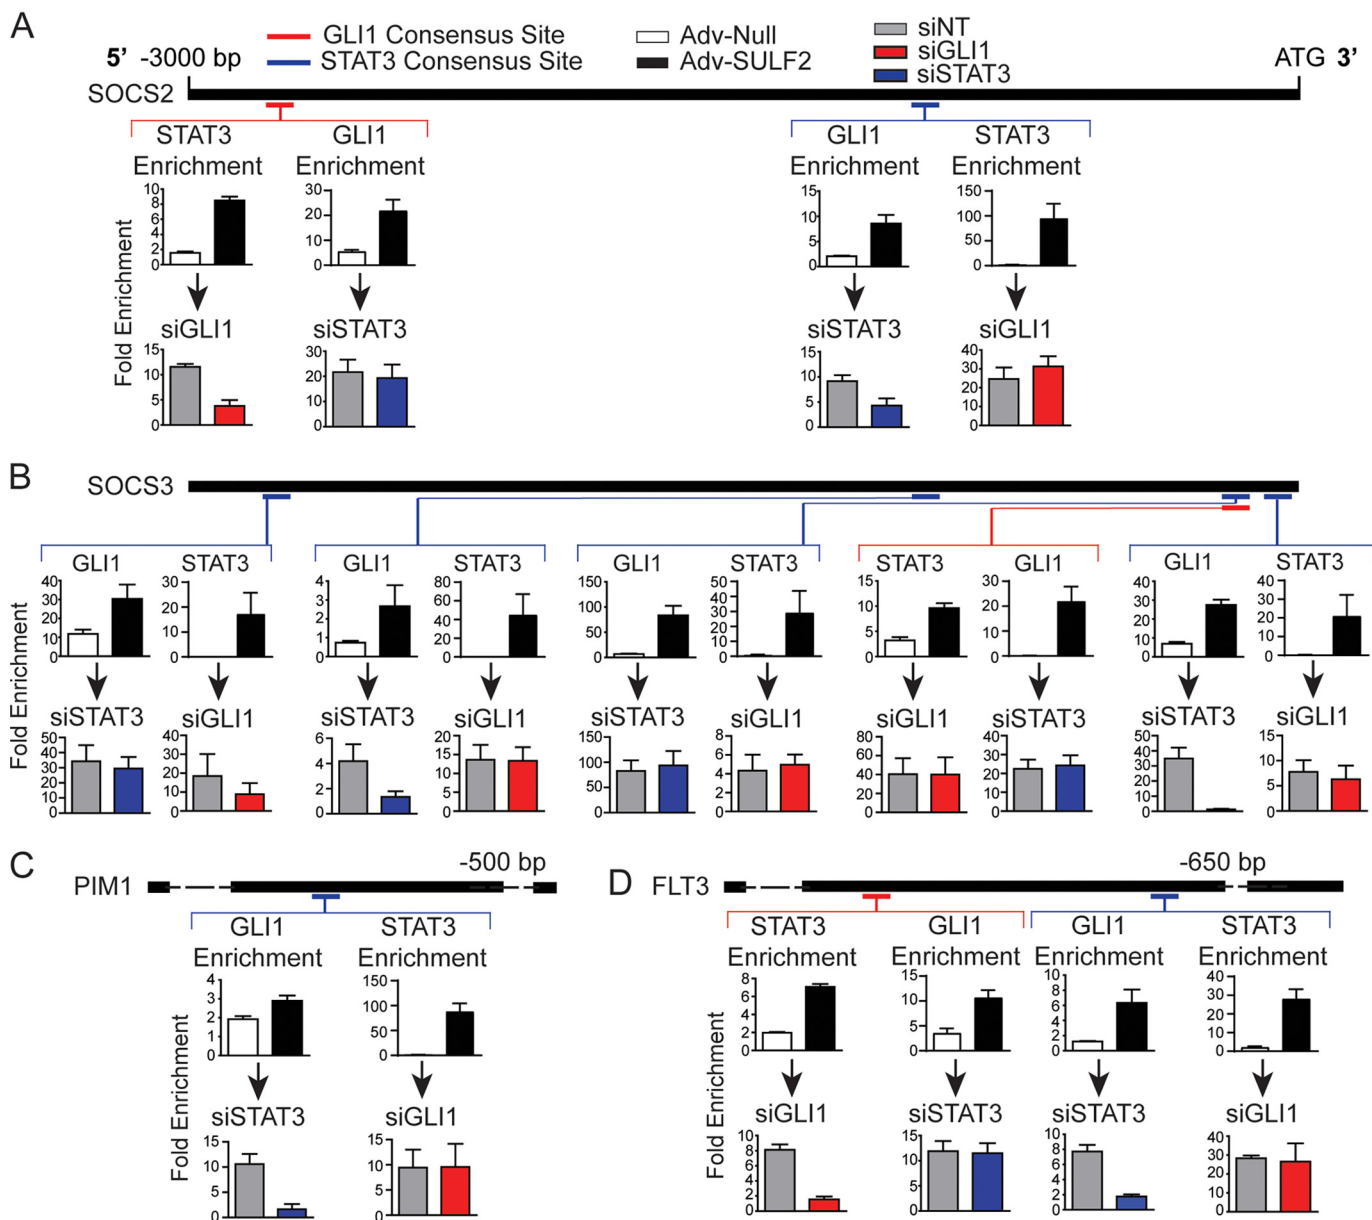 A
GLI1 Consensus Site
STAT3 Consensus Site
Adv-Null
Adv-SULF2
siNT
siGLI1
siSTAT3
5’ -3000 bp
ATG 3’
SOCS2
STAT3 Enrichment
GLI1 Enrichment
GLI1 Enrichment
STAT3 Enrichment
Fold Enrichment
10 8 6 4 2 0
30 20 10 0
15 10 5 0
150 100 50 0
siGLI1
siSTAT3
siSTAT3
siGLI1
15 10 5 0
30 20 10 0
15 10 5 0
40 30 20 10 0
B
SOCS3
GLI1 STAT3
GLI1 STAT3
GLI1 STAT3
STAT3 GLI1
GLI1 STAT3
Fold Enrichment
40 30 20 10 0
30 20 10 0
4 3 2 1 0
80 60 40 20 0
150 100 50 0
50 40 30 20 10 0
15 10 5 0
30 20 10 0
40 30 20 10 0
40 30 20 10 0
siSTAT3 siGLI1
siSTAT3 siGLI1
siSTAT3 siGLI1
siGLI1 siSTAT3
siSTAT3 siGLI1
50 40 30 20 10 0
40 30 20 10 0
6 4 2 0
20 15 10 5 0
150 100 50 0
8 6 4 2 0
80 60 40 20 0
40 30 20 10 0
50 40 30 20 10 0
15 10 5 0
C
PIM1
-500 bp
GLI1 Enrichment
STAT3 Enrichment
Fold Enrichment
4 3 2 1 0
150 100 50 0
siSTAT3
siGLI1
15 10 5 0
15 10 5 0
D
FLT3
-650 bp
STAT3 Enrichment
GLI1 Enrichment
GLI1 Enrichment
STAT3 Enrichment
Fold Enrichment
8 6 4 2 0
15 10 5 0
10 8 6 4 2 0
40 30 20 10 0
siGLI1
siSTAT3
siSTAT3
siGLI1
10 8 6 4 2 0
15 10 5 0
10 8 6 4 2 0
40 30 20 10 0